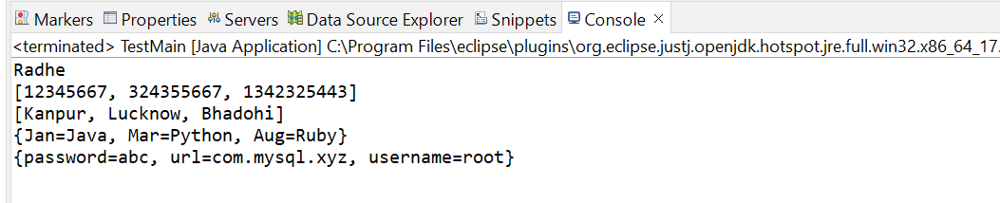 Markers Properties Servers Data Source Explorer Snippets Console
<terminated> TestMain [Java Application] C:\Program Files\eclipse\plugins\org.eclipse.justj.openjdk.hotspot.jre.full.win32.x86_64_17.
Radhe
[12345667, 324355667, 1342325443]
[Kanpur, Lucknow, Bhadohi]
{Jan=Java, Mar=Python, Aug=Ruby}
{password=abc, url=com.mysql.xyz, username=root}